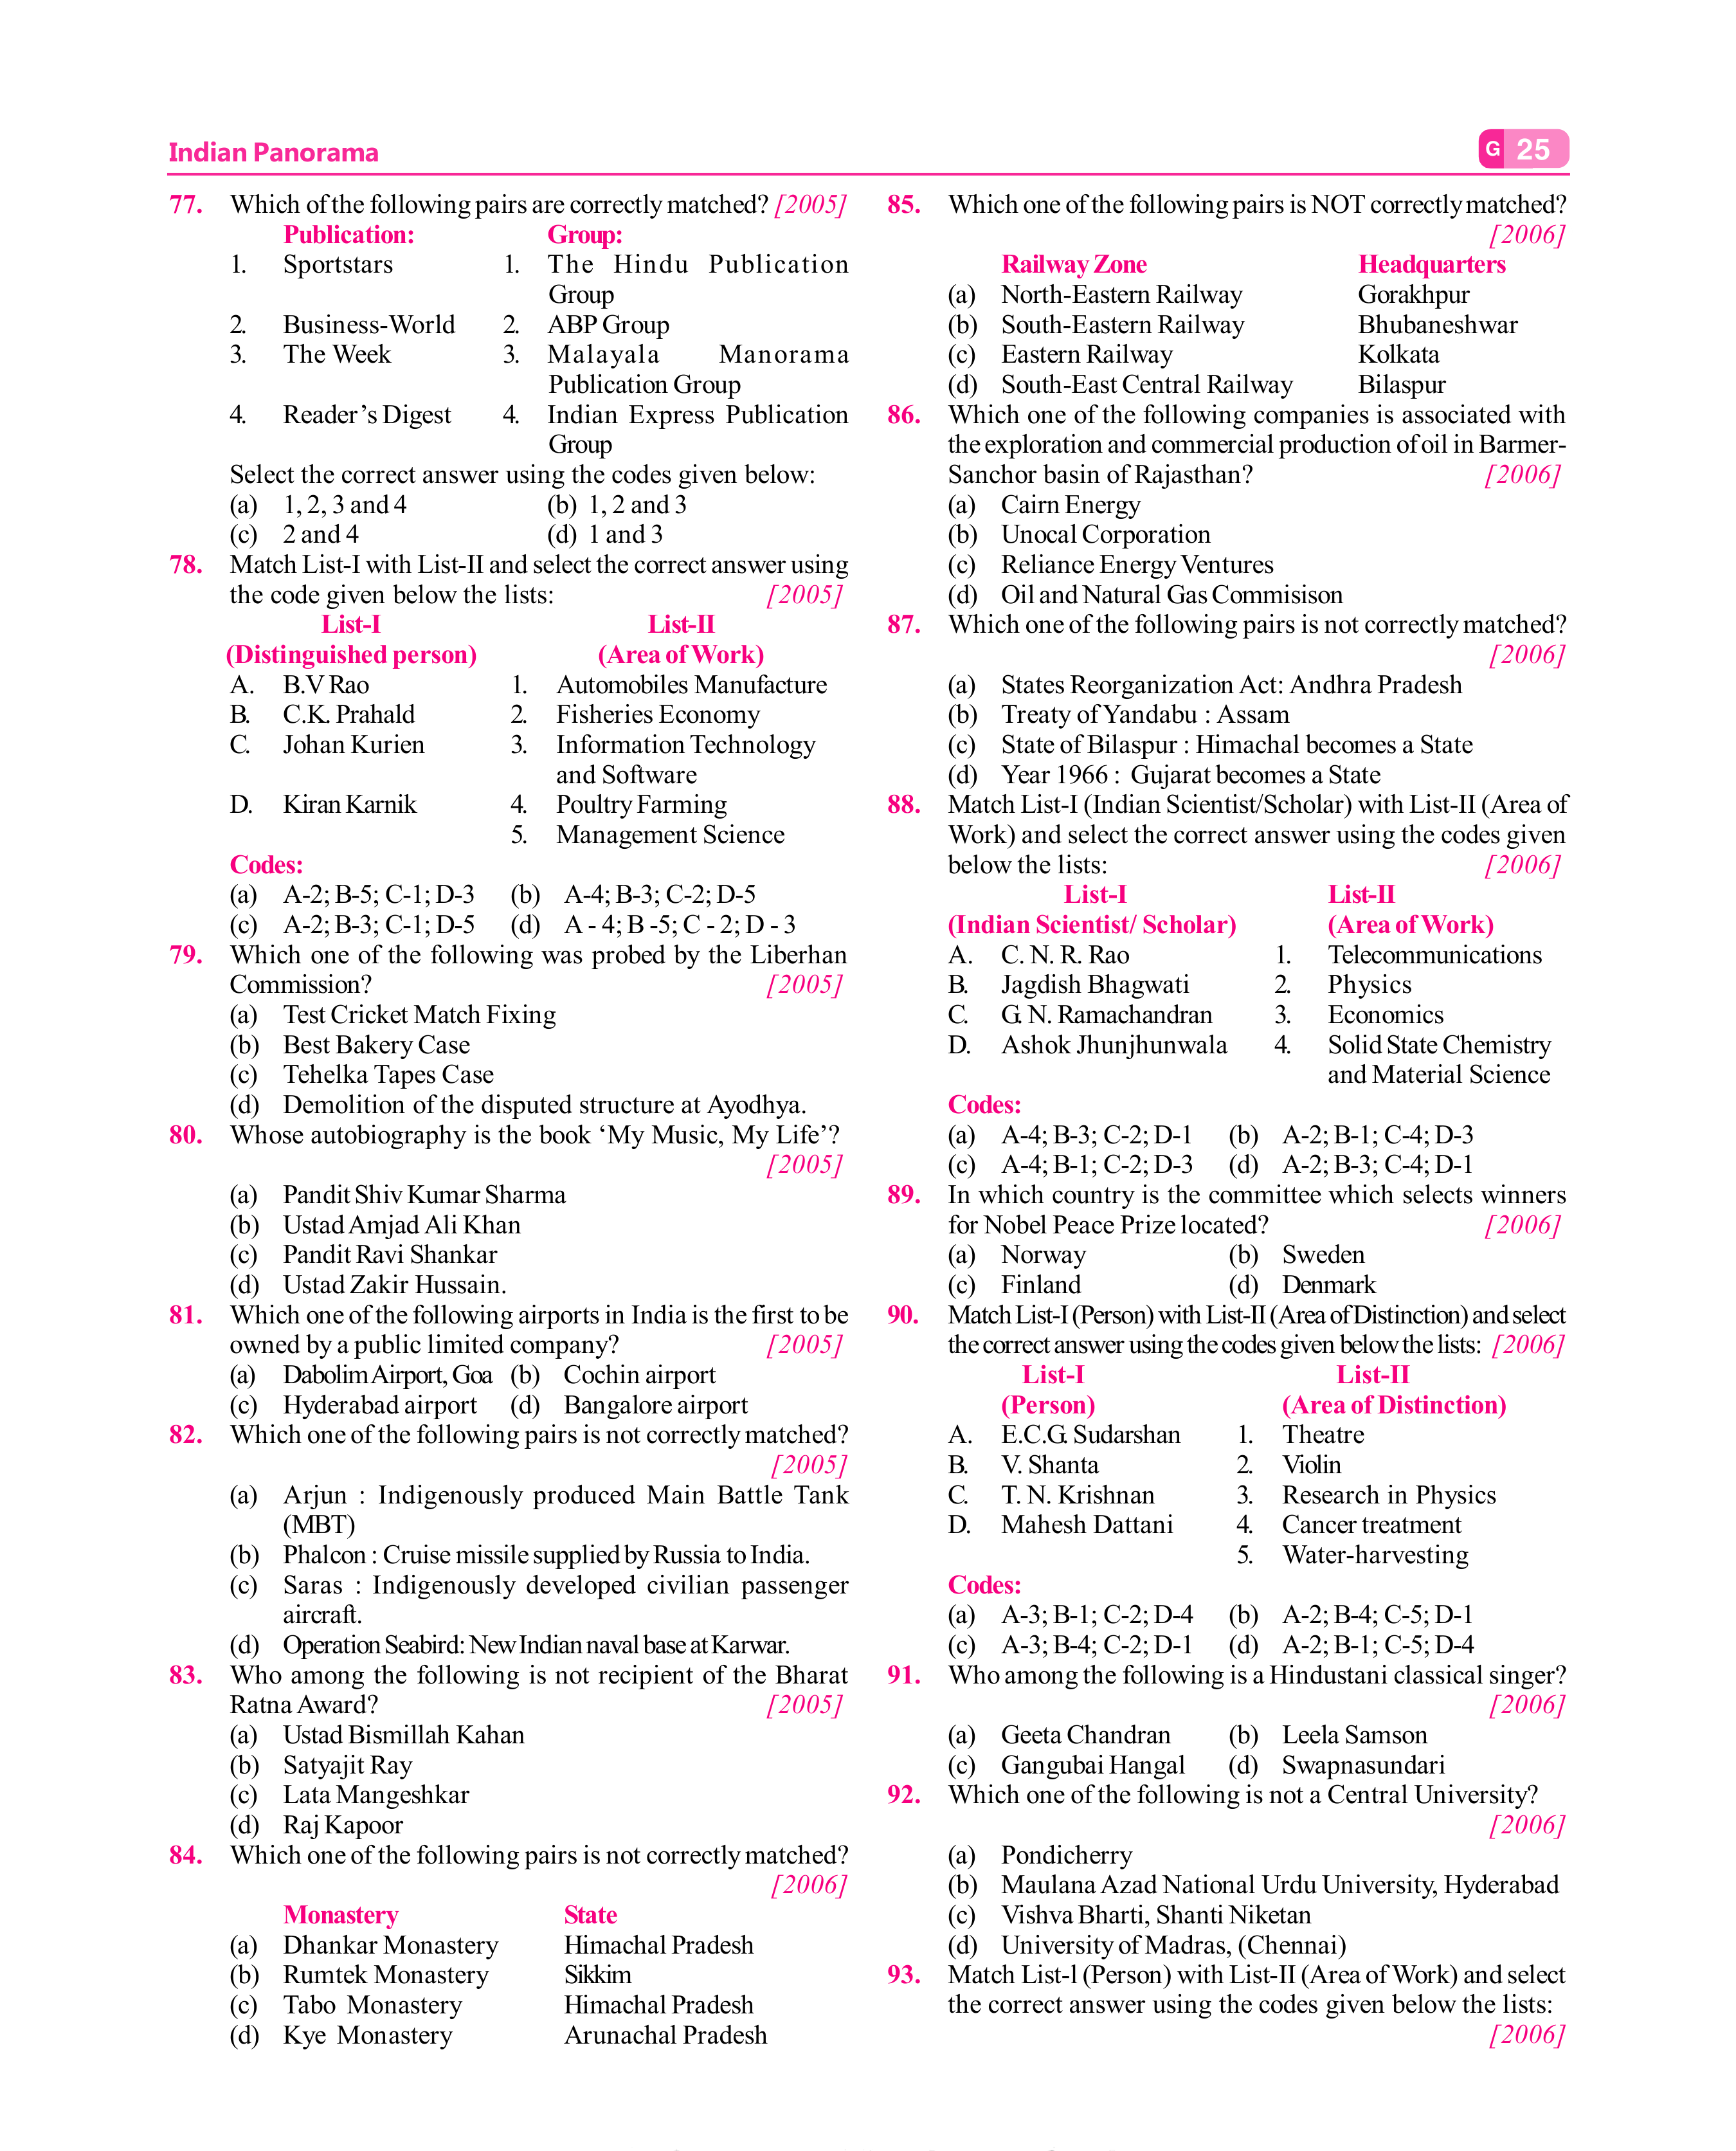 Indian Panorama
G 25
77. Which of the following pairs are correctly matched? [2005]
Publication: Group:
1. Sportstars 1. The Hindu Publication
Group
2. Business-World 2. ABP Group
3. The Week 3. Malayala Manorama
Publication Group
4. Reader's Digest 4. Indian Express Publication
Group
Select the correct answer using the codes given below:
(a) 1, 2, 3 and 4 (b) 1, 2 and 3
(c) 2 and 4 (d) 1 and 3
78. Match List-I with List-II and select the correct answer using
the code given below the lists: [2005]
List-I List-II
(Distinguished person) (Area of Work)
A. B.V Rao 1. Automobiles Manufacture
B. C.K. Prahald 2. Fisheries Economy
C. Johan Kurien 3. Information Technology
and Software
D. Kiran Karnik 4. Poultry Farming
5. Management Science
Codes:
(a) A-2; B-5; C-1; D-3 (b) A-4; B-3; C-2; D-5
(c) A-2; B-3; C-1; D-5 (d) A - 4; B -5; C - 2; D - 3
79. Which one of the following was probed by the Liberhan
Commission? [2005]
(a) Test Cricket Match Fixing
(b) Best Bakery Case
(c) Tehelka Tapes Case
(d) Demolition of the disputed structure at Ayodhya.
80. Whose autobiography is the book ‘My Music, My Life’?
[2005]
(a) Pandit Shiv Kumar Sharma
(b) Ustad Amjad Ali Khan
(c) Pandit Ravi Shankar
(d) Ustad Zakir Hussain.
81. Which one of the following airports in India is the first to be
owned by a public limited company? [2005]
(a) Dabolim Airport, Goa (b) Cochin airport
(c) Hyderabad airport (d) Bangalore airport
82. Which one of the following pairs is not correctly matched?
[2005]
(a) Arjun : Indigenously produced Main Battle Tank
(MBT)
(b) Phalcon : Cruise missile supplied by Russia to India.
(c) Saras : Indigenously developed civilian passenger
aircraft.
(d) Operation Seabird: New Indian naval base at Karwar.
83. Who among the following is not recipient of the Bharat
Ratna Award? [2005]
(a) Ustad Bismillah Kahan
(b) Satyajit Ray
(c) Lata Mangeshkar
(d) Raj Kapoor
84. Which one of the following pairs is not correctly matched?
[2006]
Monastery State
(a) Dhankar Monastery Himachal Pradesh
(b) Rumtek Monastery Sikkim
(c) Tabo Monastery Himachal Pradesh
(d) Kye Monastery Arunachal Pradesh
85. Which one of the following pairs is NOT correctly matched?
[2006]
Railway Zone Headquarters
(a) North-Eastern Railway Gorakhpur
(b) South-Eastern Railway Bhubaneshwar
(c) Eastern Railway Kolkata
(d) South-East Central Railway Bilaspur
86. Which one of the following companies is associated with
the exploration and commercial production of oil in Barmer-
Sanchor basin of Rajasthan? [2006]
(a) Cairn Energy
(b) Unocal Corporation
(c) Reliance Energy Ventures
(d) Oil and Natural Gas Commisison
87. Which one of the following pairs is not correctly matched?
[2006]
(a) States Reorganization Act: Andhra Pradesh
(b) Treaty of Yandabu : Assam
(c) State of Bilaspur : Himachal becomes a State
(d) Year 1966 : Gujarat becomes a State
88. Match List-I (Indian Scientist/Scholar) with List-II (Area of
Work) and select the correct answer using the codes given
below the lists: [2006]
List-I List-II
(Indian Scientist/ Scholar) (Area of Work)
A. C. N. R. Rao 1. Telecommunications
B. Jagdish Bhagwati 2. Physics
C. G. N. Ramachandran 3. Economics
D. Ashok Jhunjhunwala 4. Solid State Chemistry
and Material Science
Codes:
(a) A-4; B-3; C-2; D-1 (b) A-2; B-1; C-4; D-3
(c) A-4; B-1; C-2; D-3 (d) A-2; B-3; C-4; D-1
89. In which country is the committee which selects winners
for Nobel Peace Prize located? [2006]
(a) Norway (b) Sweden
(c) Finland (d) Denmark
90. Match List-I (Person) with List-II (Area of Distinction) and select
the correct answer using the codes given below the lists: [2006]
List-I List-II
(Person) (Area of Distinction)
A. E.C.G. Sudarshan 1. Theatre
B. V. Shanta 2. Violin
C. T. N. Krishnan 3. Research in Physics
D. Mahesh Dattani 4. Cancer treatment
5. Water-harvesting
Codes:
(a) A-3; B-1; C-2; D-4 (b) A-2; B-4; C-5; D-1
(c) A-3; B-4; C-2; D-1 (d) A-2; B-1; C-5; D-4
91. Who among the following is a Hindustani classical singer?
[2006]
(a) Geeta Chandran (b) Leela Samson
(c) Gangubai Hangal (d) Swapnasundari
92. Which one of the following is not a Central University?
[2006]
(a) Pondicherry
(b) Maulana Azad National Urdu University, Hyderabad
(c) Vishva Bharti, Shanti Niketan
(d) University of Madras, (Chennai)
93. Match List-l (Person) with List-II (Area of Work) and select
the correct answer using the codes given below the lists:
[2006]